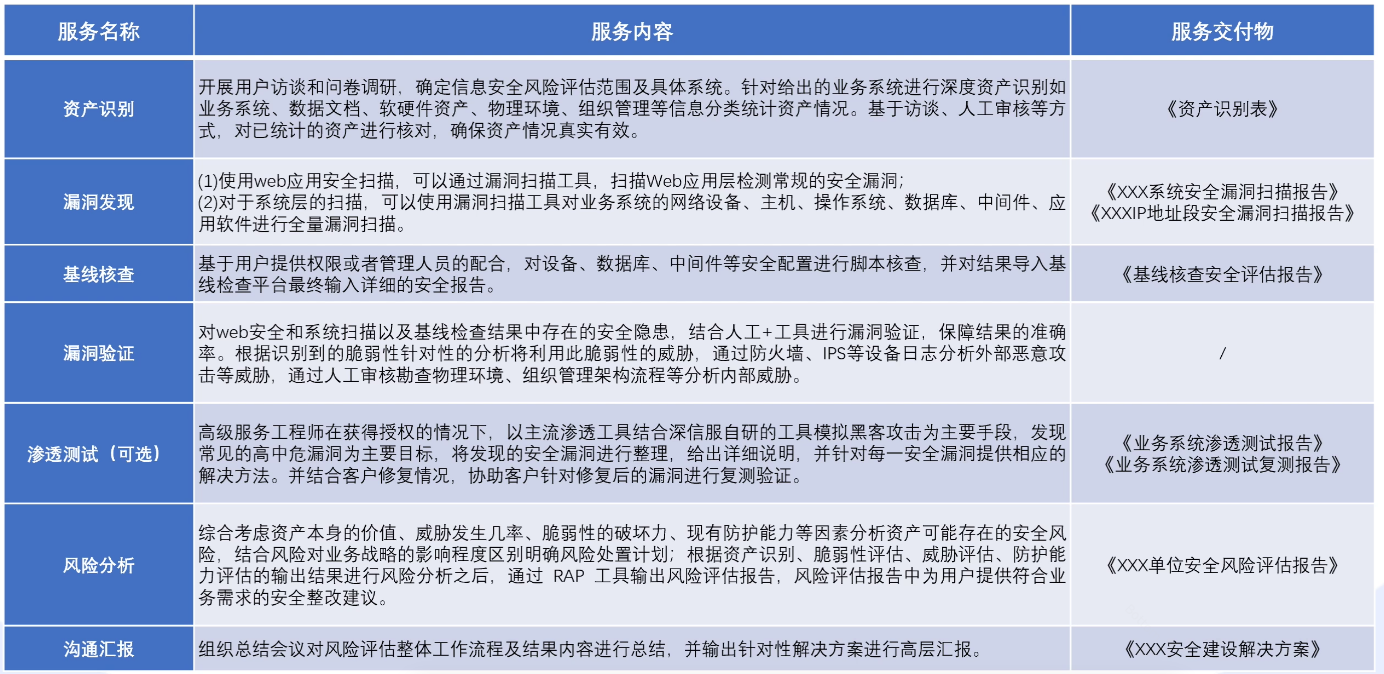 服务名称
服务内容
服务交付物
资产识别
开展用户访谈和问卷调研，确定信息安全风险评估范围及具体系统。针对给出的业务系统进行深度资产识别如
业务系统、数据文档、软硬件资产、物理环境、组织管理等信息分类统计资产情况。基于访谈、人工审核等方
式，对已统计的资产进行核对，确保资产情况真实有效。
《资产识别表》
漏洞发现
(1)使用web应用安全扫描，可以通过漏洞扫描工具，扫描Web应用层检测常规的安全漏洞；
(2)对于系统层的扫描，可以使用漏洞扫描工具对业务系统的网络设备、主机、操作系统、数据库、中间件、应
用软件进行全量漏洞扫描。
《XXX系统安全漏洞扫描报告》
《XXXIP地址段安全漏洞扫描报告》
基线核查
基于用户提供权限或者管理人员的配合，对设备、数据库、中间件等安全配置进行脚本核查，并对结果导入基
线检查平台最终输入详细的安全报告。
《基线核查安全评估报告》
漏洞验证
对web安全和系统扫描以及基线检查结果中存在的安全隐患，结合人工+工具进行漏洞验证，保障结果的准确
率。根据识别到的脆弱性针对性的分析将利用此脆弱性的威胁，通过防火墙、IPS等设备日志分析外部恶意攻
击等威胁，通过人工审核勘查物理环境、组织管理架构流程等分析内部威胁。
/
渗透测试（可选）
高级服务工程师在获得授权的情况下，以主流渗透工具结合深信服自研的工具模拟黑客攻击为主要手段，发现
常见的高中危漏洞为主要目标，将发现的安全漏洞进行整理，给出详细说明，并针对每一安全漏洞提供相应的
解决方法。并结合客户修复情况，协助客户针对修复后的漏洞进行复测验证。
《业务系统渗透测试报告》
《业务系统渗透测试复测报告》
风险分析
综合考虑资产本身的价值、威胁发生几率、脆弱性的破坏力、现有防护能力等因素分析资产可能存在的安全风
险，结合风险对业务战略的影响程度区别明确风险处置计划；根据资产识别、脆弱性评估、威胁评估、防护能
力评估的输出结果进行风险分析之后，通过 RAP 工具输出风险评估报告，风险评估报告中为用户提供符合业
务需求的安全整改建议。
《XXX单位安全风险评估报告》
沟通汇报
组织总结会议对风险评估整体工作流程及结果内容进行总结，并输出针对性解决方案进行高层汇报。
《XXX安全建设解决方案》